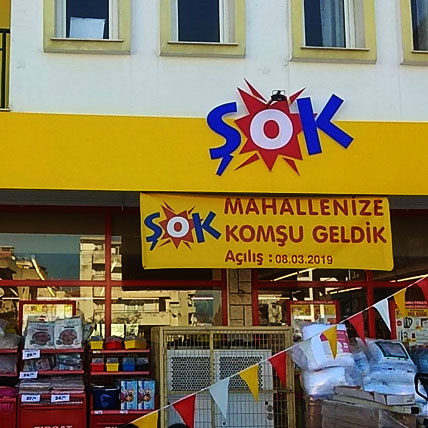 ŞOK
ŞOK
MAHALLENİZE
KOMŞU GELDİK
Açılış : 08.03.2019